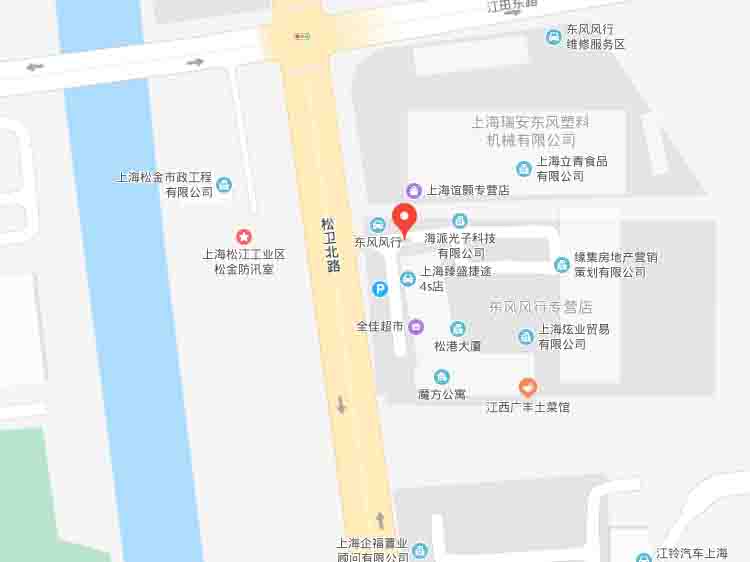 江田东路
东风风行
维修服务区
上海瑞安东风塑料
机械有限公司
上海立青食品
有限公司
上海松金市政工程
有限公司
上海谊颢专营店
松卫北路
东风风行
海派光子科技
有限公司
上海松江工业区
松金防汛室
缘集房地产营销
策划有限公司
上海臻盛捷途
4s店
P
东风风行专营店
全佳超市
上海炫业贸易
有限公司
松港大厦
魔方公寓
江西广丰土菜馆
上海企福置业
顾问有限公司
江铃汽车上海